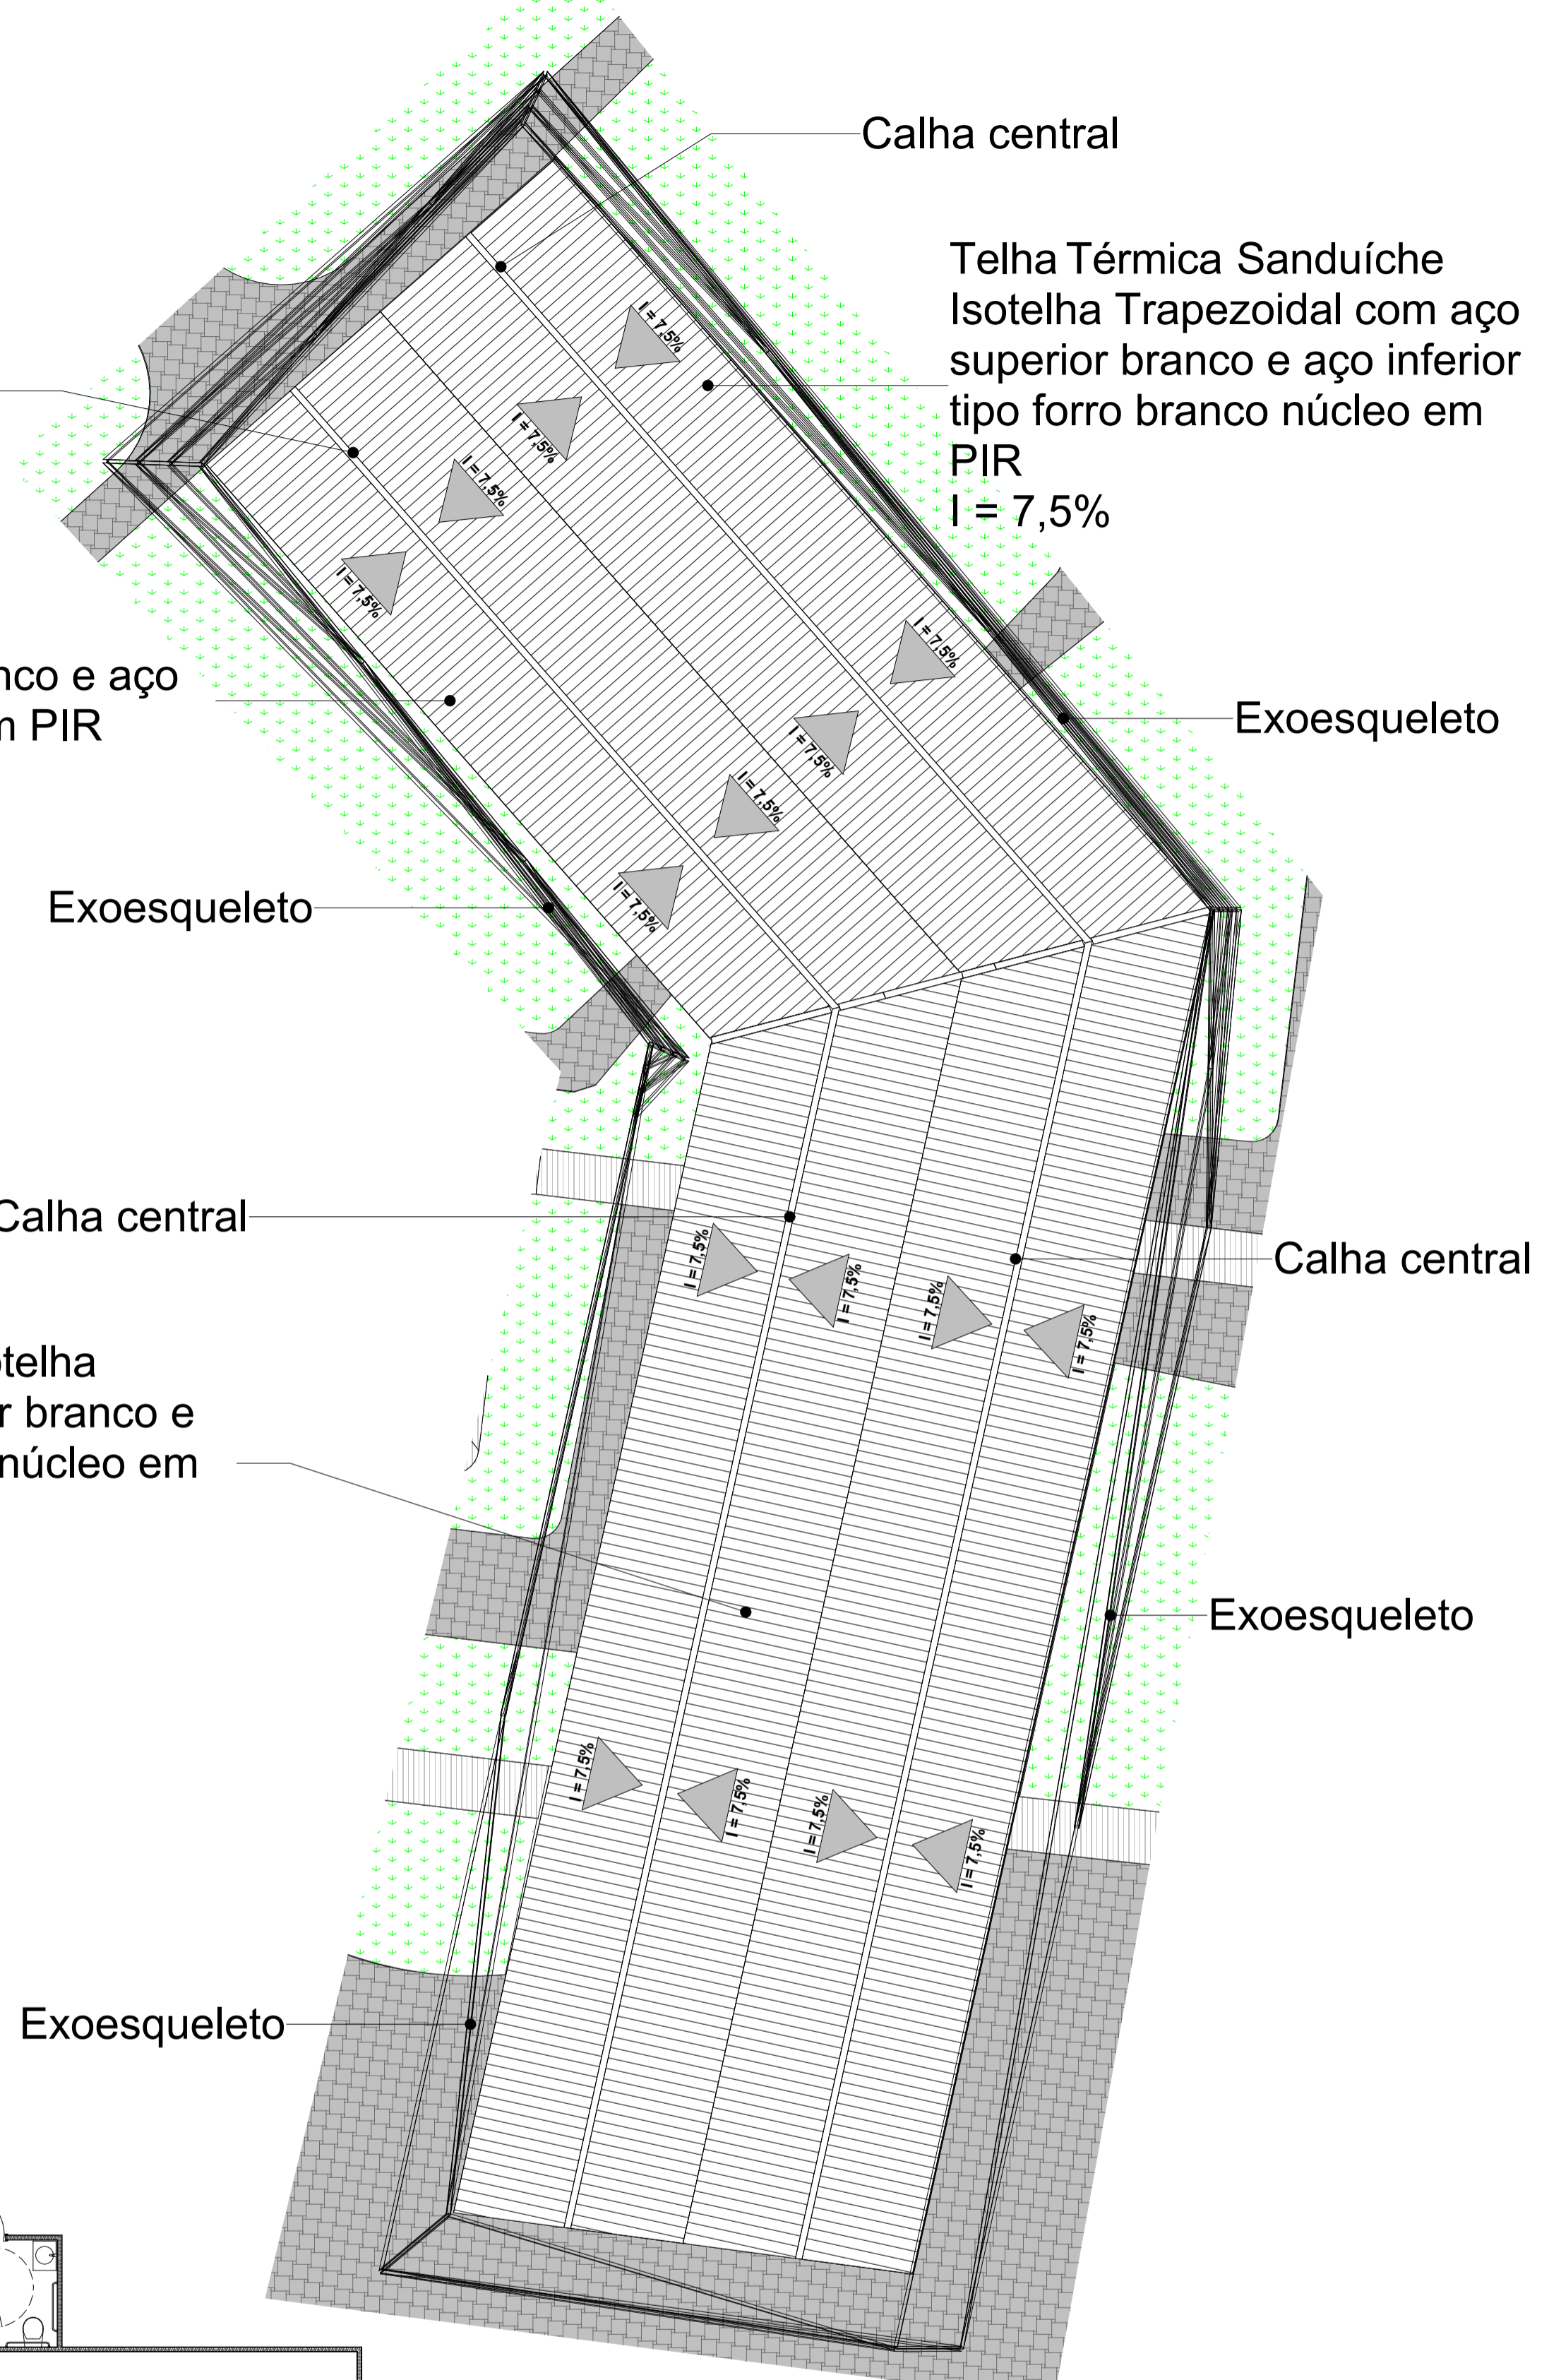 Calha central
Telha Térmica Sanduíche
Isotelha Trapezoidal com aço
superior branco e aço inferior
tipo forro branco núcleo em
PIR
I = 7,5%
I = 7,5%
I = 7,5%
I = 7,5%
I = 7,5%
I = 7,5%
nco e aço
m PIR
Exoesqueleto
I = 7,5%
I = 7,5%
I = 7,5%
Exoesqueleto
Calha central
Calha central
I = 7,5%
I = 7,5%
I = 7,5%
I = 7,5%
otelha
r branco e
núcleo em
Exoesqueleto
I = 7,5%
I = 7,5%
I = 7,5%
I = 7,5%
Exoesqueleto